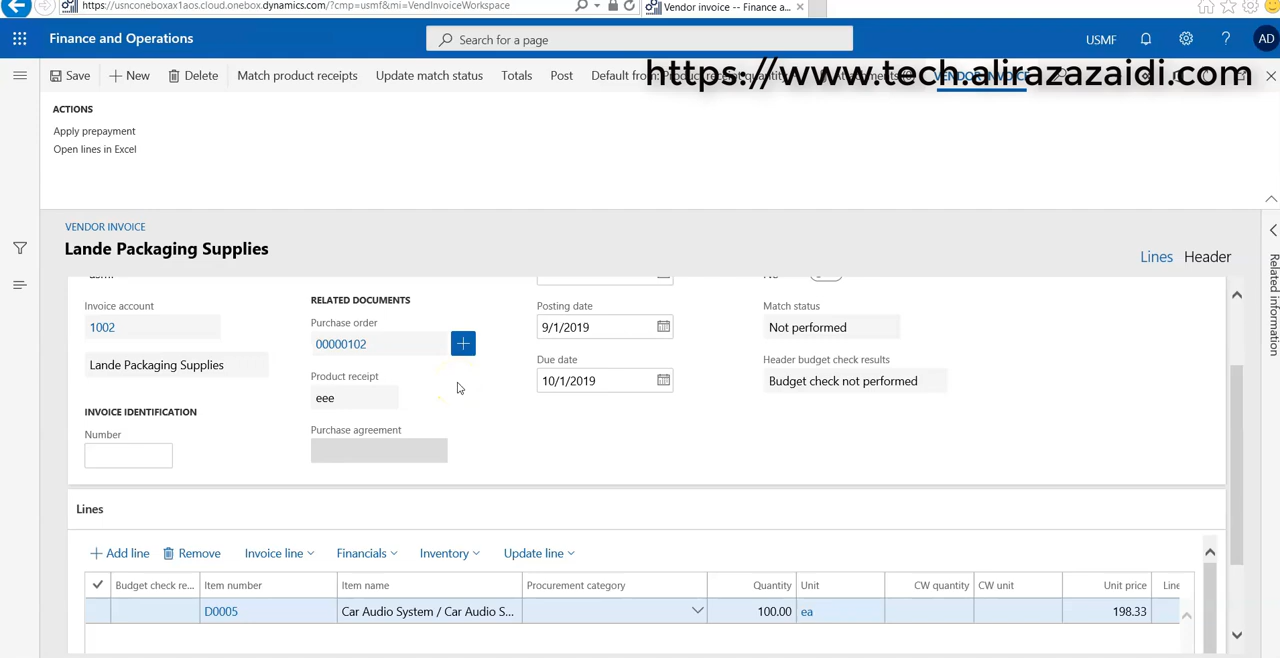 https://usnconeboxax1aos.cloud.onebox.dynamics.com/?cmp=usmf&mi=VendInvoiceWorkspace
Vendor invoice -- Finance a...
Finance and Operations
Search for a page
USMF
AD
Save
New
Delete
Match product receipts
Update match status
Totals
Post
Default from: Product receipt quantity
VENDOR INVOICE
https://www.tech.alirazazaidi.com
ACTIONS
Apply prepayment
Open lines in Excel
VENDOR INVOICE
Lande Packaging Supplies
Lines
Header
Related information
Invoice account
1002
Lande Packaging Supplies
INVOICE IDENTIFICATION
Number
RELATED DOCUMENTS
Purchase order
00000102
Product receipt
eee
Purchase agreement
Posting date
9/1/2019
Due date
10/1/2019
Match status
Not performed
Header budget check results
Budget check not performed
Lines
Add line
Remove
Invoice line
Financials
Inventory
Update line
Budget check re... Item number Item name Procurement category Quantity Unit CW quantity CW unit Unit price Line
D0005 Car Audio System / Car Audio S... 100.00 ea 198.33